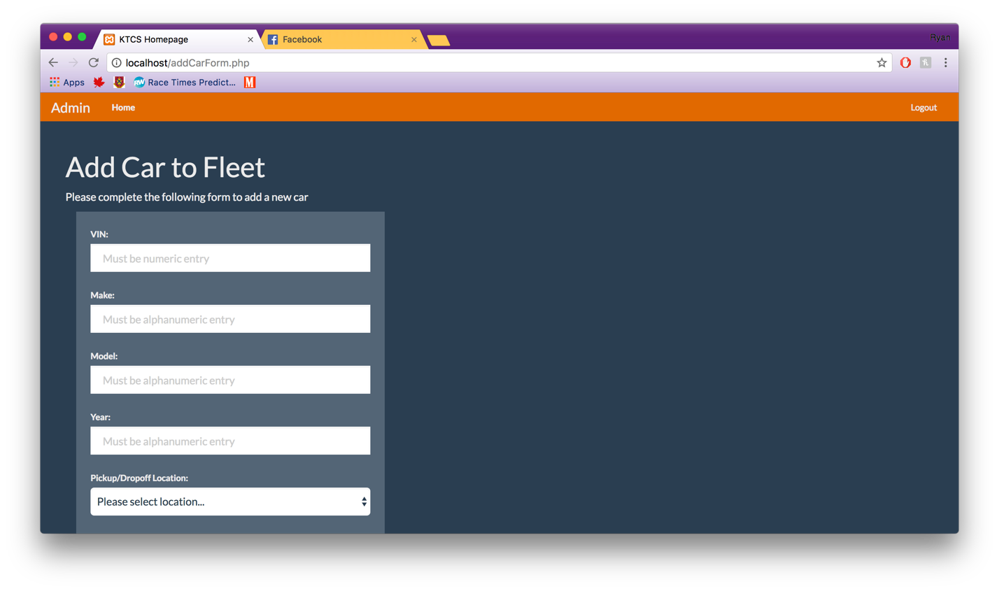 KTCS Homepage
Facebook
Ryan
localhost/addCarForm.php
Apps
RW
Race Times Predict...
M
Admin
Home
Logout
Add Car to Fleet
Please complete the following form to add a new car
VIN:
Must be numeric entry
Make:
Must be alphanumeric entry
Model:
Must be alphanumeric entry
Year:
Must be alphanumeric entry
Pickup/Dropoff Location:
Please select location...